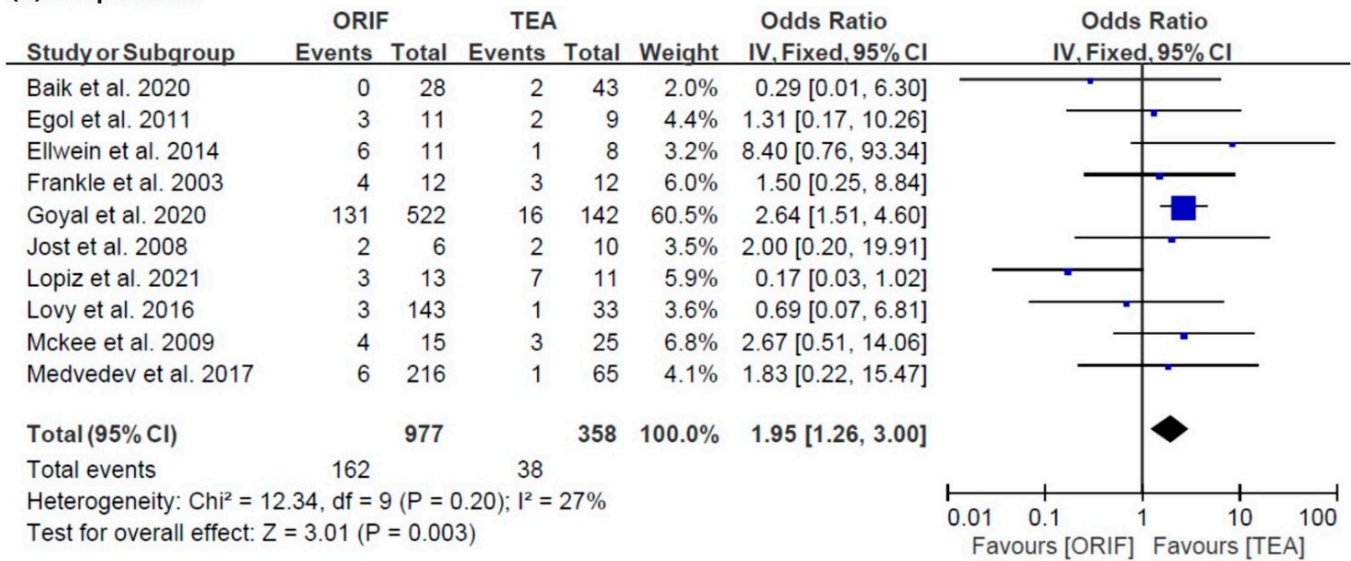 ORIF TEA Odds Ratio Odds Ratio
Study or Subgroup Events Total Events Total Weight IV, Fixed, 95% CI IV, Fixed, 95% CI
Baik et al. 2020 0 28 2 43 2.0% 0.29 [0.01, 6.30]
Egol et al. 2011 3 11 2 9 4.4% 1.31 [0.17, 10.26]
Ellwein et al. 2014 6 11 1 8 3.2% 8.40 [0.76, 93.34]
Frankle et al. 2003 4 12 3 12 6.0% 1.50 [0.25, 8.84]
Goyal et al. 2020 131 522 16 142 60.5% 2.64 [1.51, 4.60]
Jost et al. 2008 2 6 2 10 3.5% 2.00 [0.20, 19.91]
Lopiz et al. 2021 3 13 7 11 5.9% 0.17 [0.03, 1.02]
Lovy et al. 2016 3 143 1 33 3.6% 0.69 [0.07, 6.81]
Mckee et al. 2009 4 15 3 25 6.8% 2.67 [0.51, 14.06]
Medvedev et al. 2017 6 216 1 65 4.1% 1.83 [0.22, 15.47]
Total (95% CI) 977 358 100.0% 1.95 [1.26, 3.00]
Total events 162 38
Heterogeneity: Chi² = 12.34, df = 9 (P = 0.20); I² = 27%
Test for overall effect: Z = 3.01 (P = 0.003)
0.01 0.1 1 10 100
Favours [ORIF] Favours [TEA]